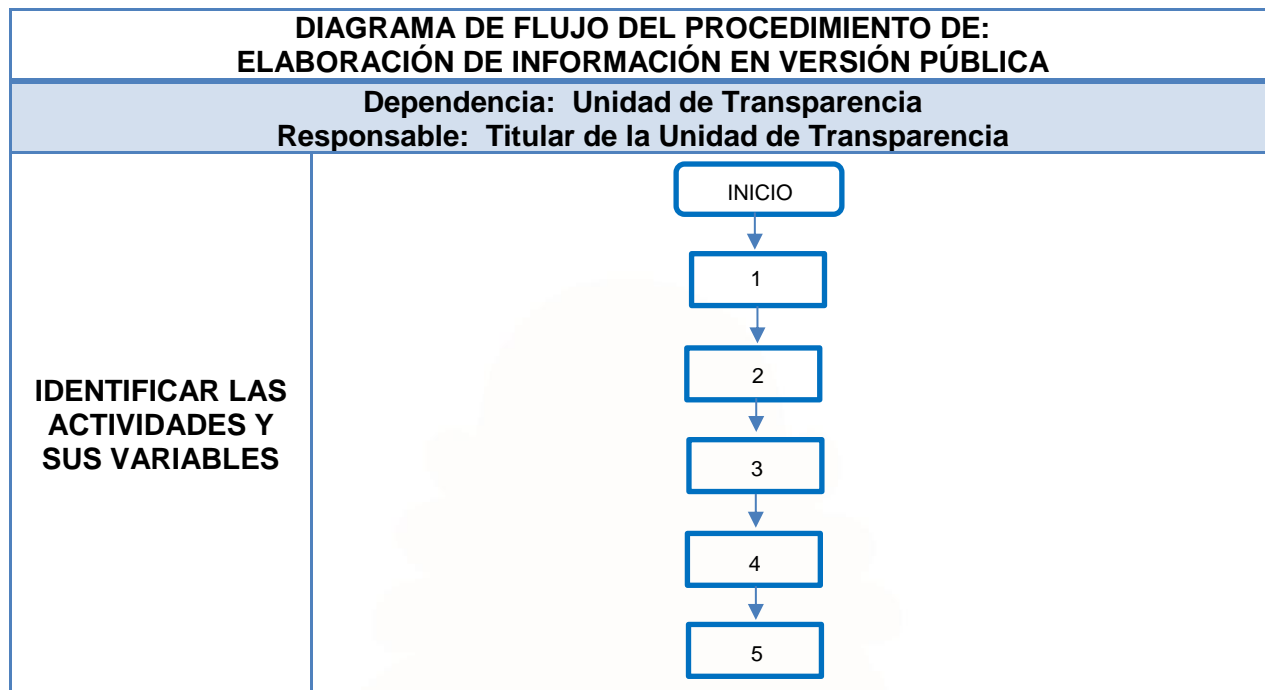 DIAGRAMA DE FLUJO DEL PROCEDIMIENTO DE:
ELABORACIÓN DE INFORMACIÓN EN VERSIÓN PÚBLICA
Dependencia: Unidad de Transparencia
Responsable: Titular de la Unidad de Transparencia
IDENTIFICAR LAS
ACTIVIDADES Y
SUS VARIABLES
INICIO
1
2
3
4
5